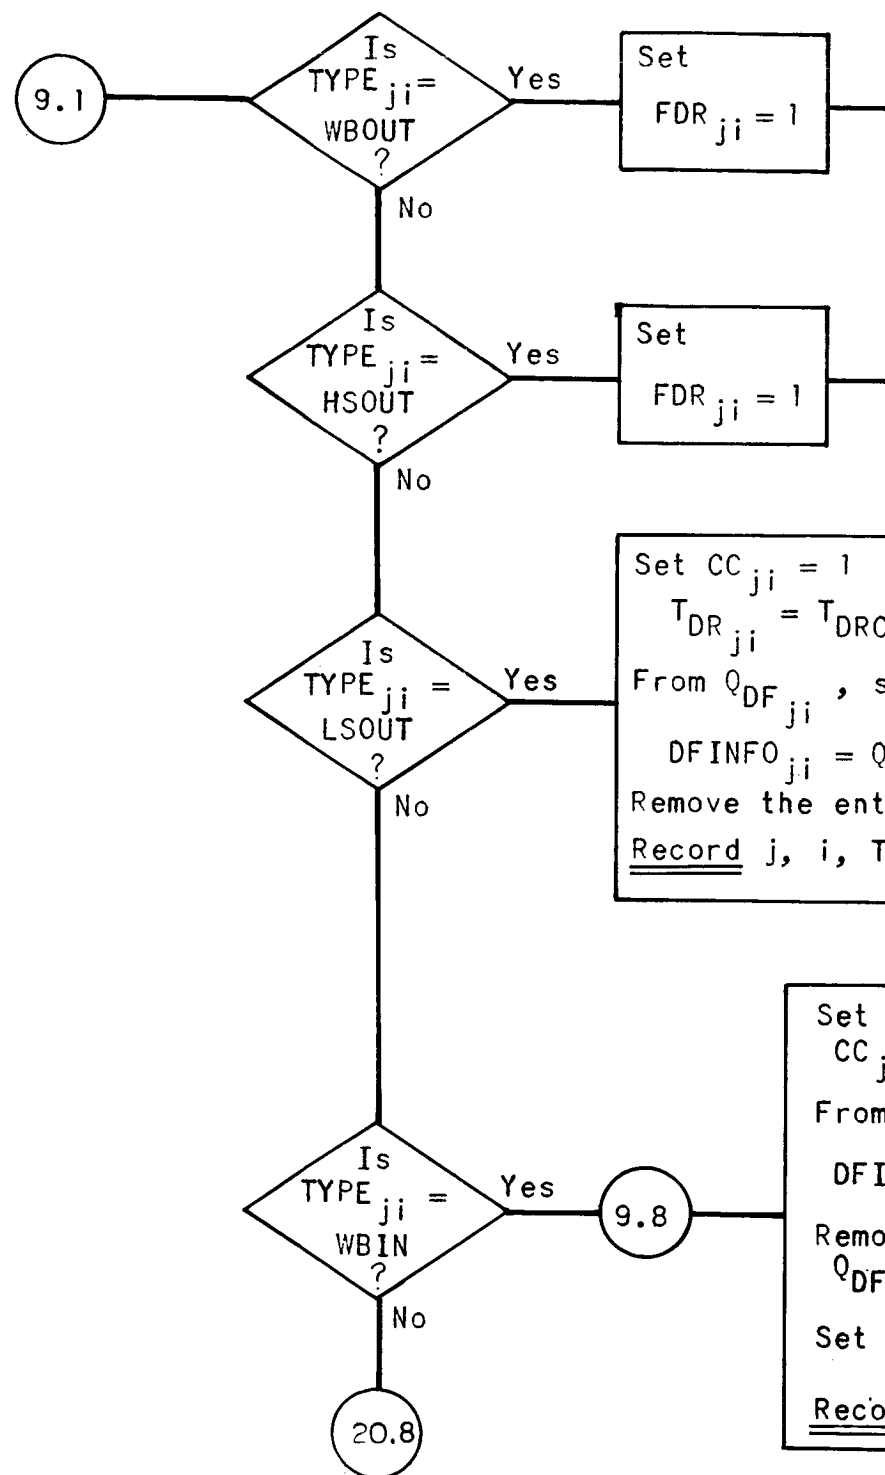 9.1
Is
TYPE ji =
WBOUT
?
Yes
No
Set
FDR ji = 1
Is
TYPE ji =
HSOUT
?
Yes
No
Set
FDR ji = 1
Is
TYPE ji =
LSOUT
?
Yes
No
Set CC ji = 1
T DR ji = T DRC
From Q DF ji , s
DFINFO ji = Q
Remove the ent
Record j, i, T
Is
TYPE ji =
WBIN
?
Yes
No
9.8
Set
CC j
From
DFI
Remo
Q DF
Set
Reco
20.8